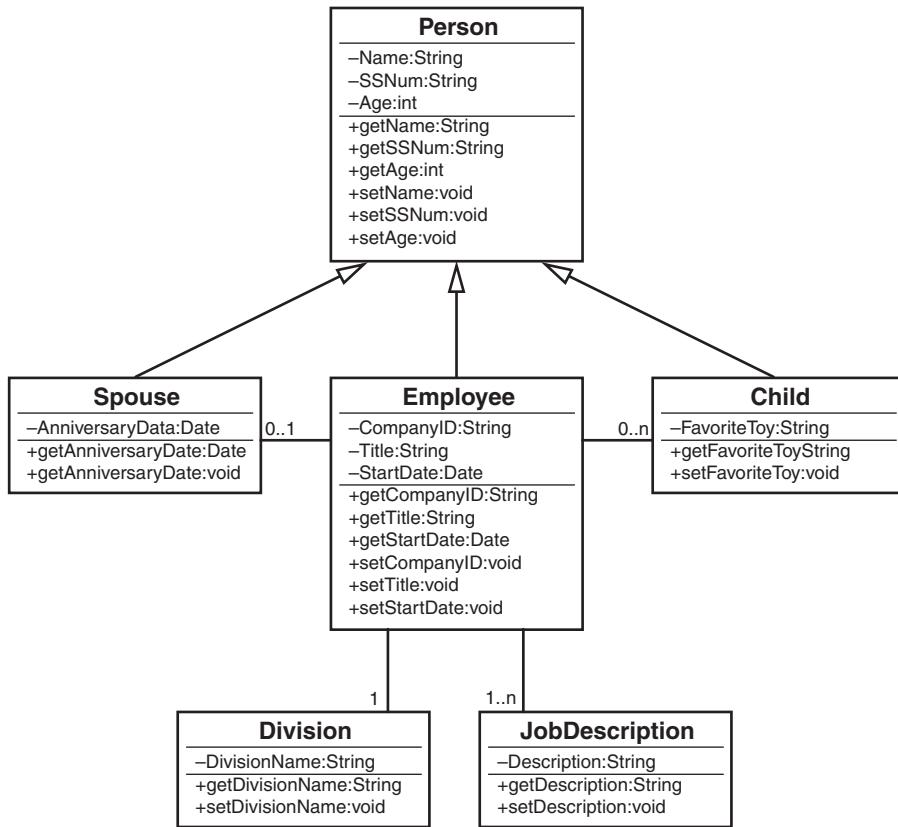 Person
–Name:String
–SSNum:String
–Age:int
+getName:String
+getSSNum:String
+getAge:int
+setName:void
+setSSNum:void
+setAge:void
Spouse
–AnniversaryData:Date
+getAnniversaryDate:Date
+getAnniversaryDate:void
0..1
Employee
–CompanyID:String
–Title:String
–StartDate:Date
+getCompanyID:String
+getTitle:String
+getStartDate:Date
+setCompanyID:void
+setTitle:void
+setStartDate:void
0..n
Child
–FavoriteToy:String
+getFavoriteToyString
+setFavoriteToy:void
1
1..n
Division
–DivisionName:String
+getDivisionName:String
+setDivisionName:void
JobDescription
–Description:String
+getDescription:String
+setDescription:void